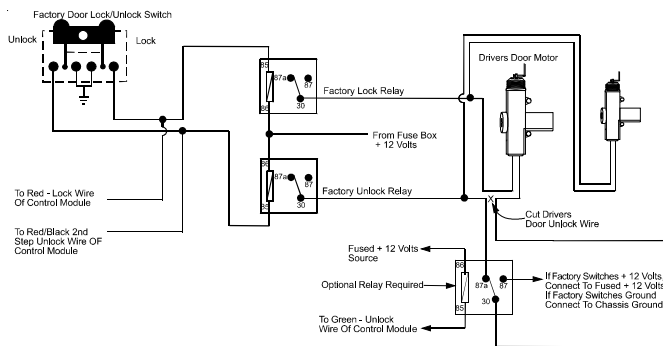 Factory Door Lock/Unlock Switch
Unlock
Lock
85
87a
87
30
86
Factory Lock Relay
Drivers Door Motor
From Fuse Box
+ 12 Volts
86
87a
87
30
85
Factory Unlock Relay
To Red - Lock Wire
Of Control Module
To Red/Black 2nd
Step Unlock Wire OF
Control Module
X
Cut Drivers
Door Unlock Wire
Fused + 12 Volts
Source
86
87a
87
30
85
Optional Relay Required
To Green - Unlock
Wire Of Control Module
If Factory Switches + 12 Volts
Connect To Fused + 12 Volts
If Factory Switches Ground
Connect To Chassis Ground